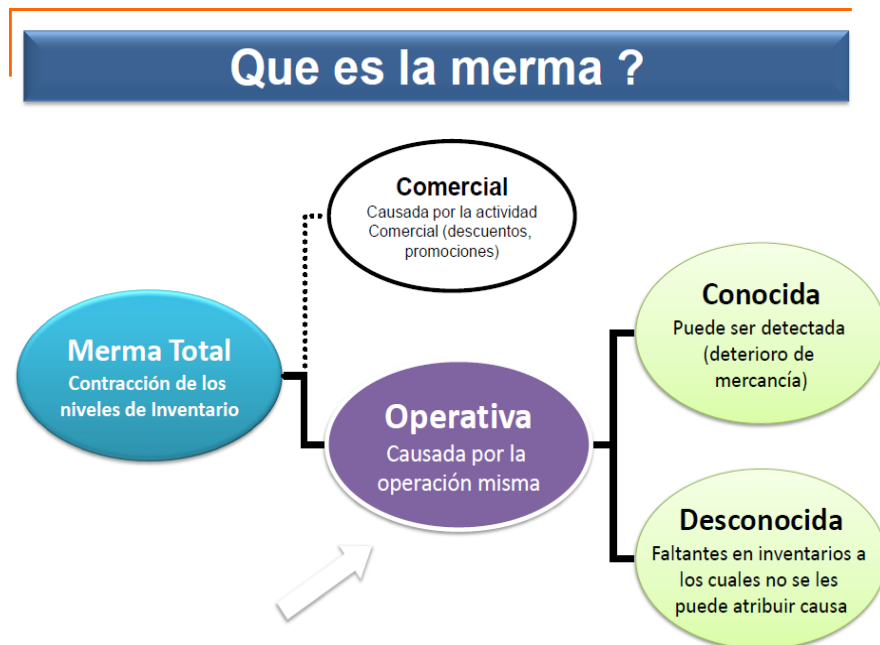 Que es la merma ?
Comercial
Causada por la actividad
Comercial (descuentos,
promociones)
Merma Total
Contracción de los
niveles de Inventario
Operativa
Causada por la
operación misma
Conocida
Puede ser detectada
(deterioro de
mercancía)
Desconocida
Faltantes en inventarios a
los cuales no se les
puede atribuir causa